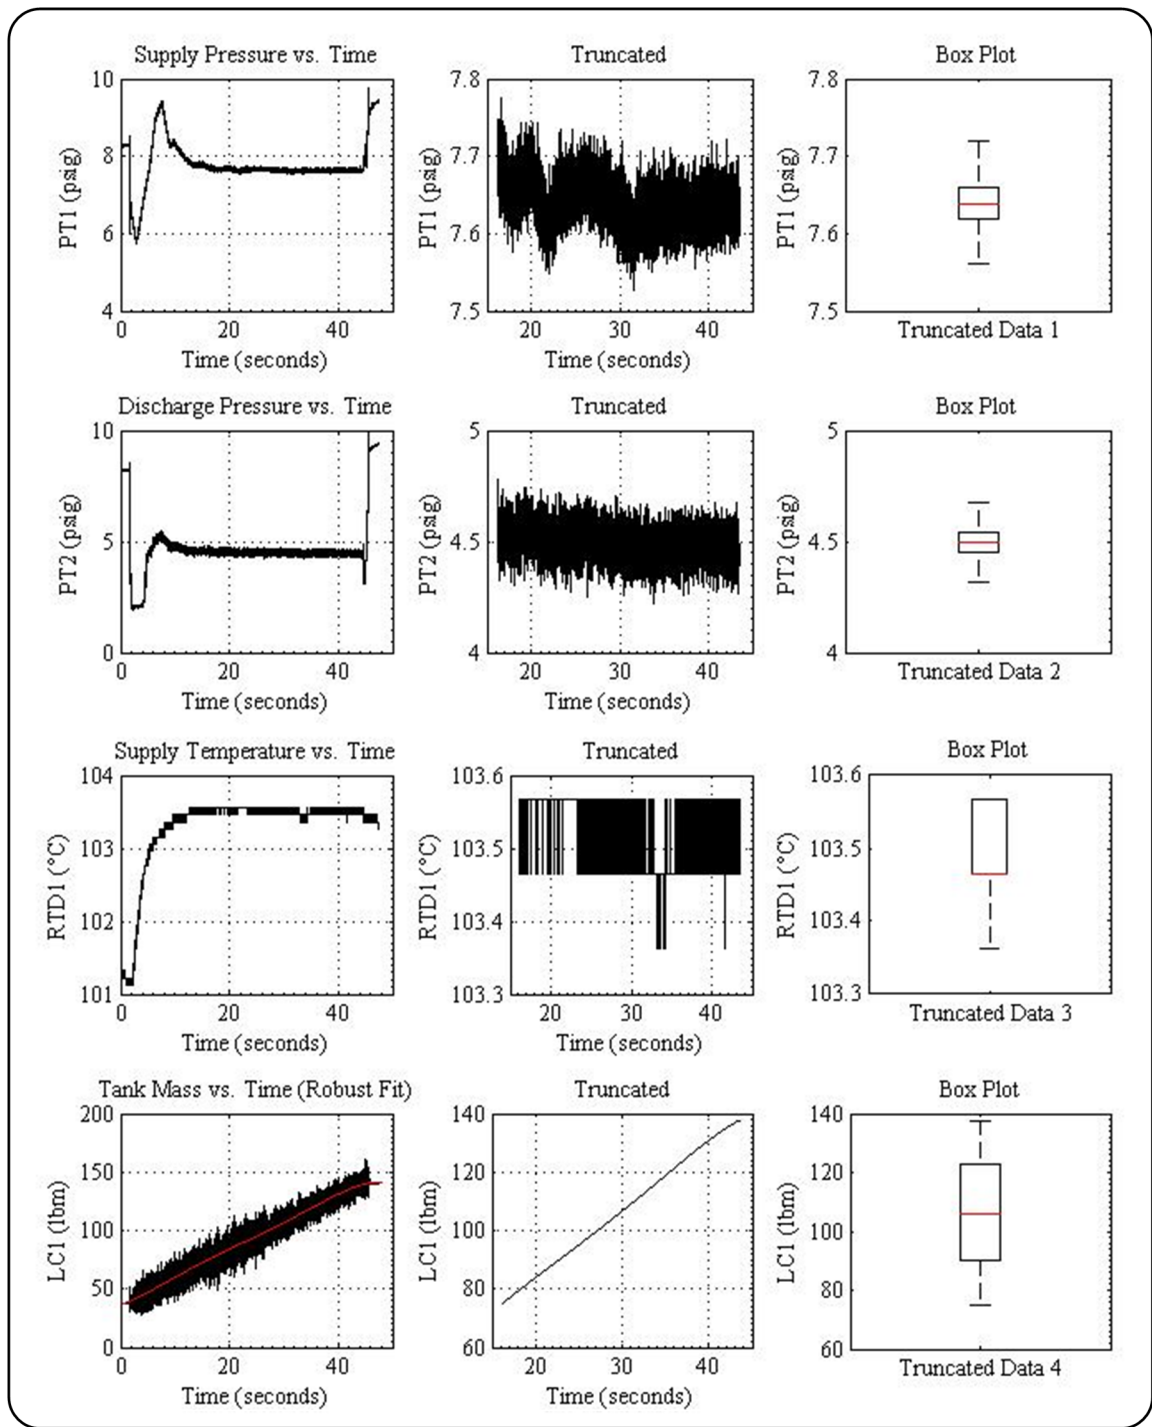 Supply Pressure vs. Time
Truncated
Box Plot
10
8
6
4
PT1 (psig)
0
20
40
Time (seconds)
7.8
7.7
7.6
7.5
PT1 (psig)
20
30
40
Time (seconds)
7.8
7.7
7.6
7.5
PT1 (psig)
Truncated Data 1
Discharge Pressure vs. Time
Truncated
Box Plot
10
5
0
PT2 (psig)
0
20
40
Time (seconds)
5
4.5
4
PT2 (psig)
20
30
40
Time (seconds)
5
4.5
4
PT2 (psig)
Truncated Data 2
Supply Temperature vs. Time
Truncated
Box Plot
104
103
102
101
RTD1 (°C)
0
20
40
Time (seconds)
103.6
103.5
103.4
103.3
RTD1 (°C)
20
30
40
Time (seconds)
103.6
103.5
103.4
103.3
RTD1 (°C)
Truncated Data 3
Tank Mass vs. Time (Robust Fit)
Truncated
Box Plot
200
150
100
50
0
LC1 (lbm)
0
20
40
Time (seconds)
140
120
100
80
60
LC1 (lbm)
20
30
40
Time (seconds)
140
120
100
80
60
LC1 (lbm)
Truncated Data 4